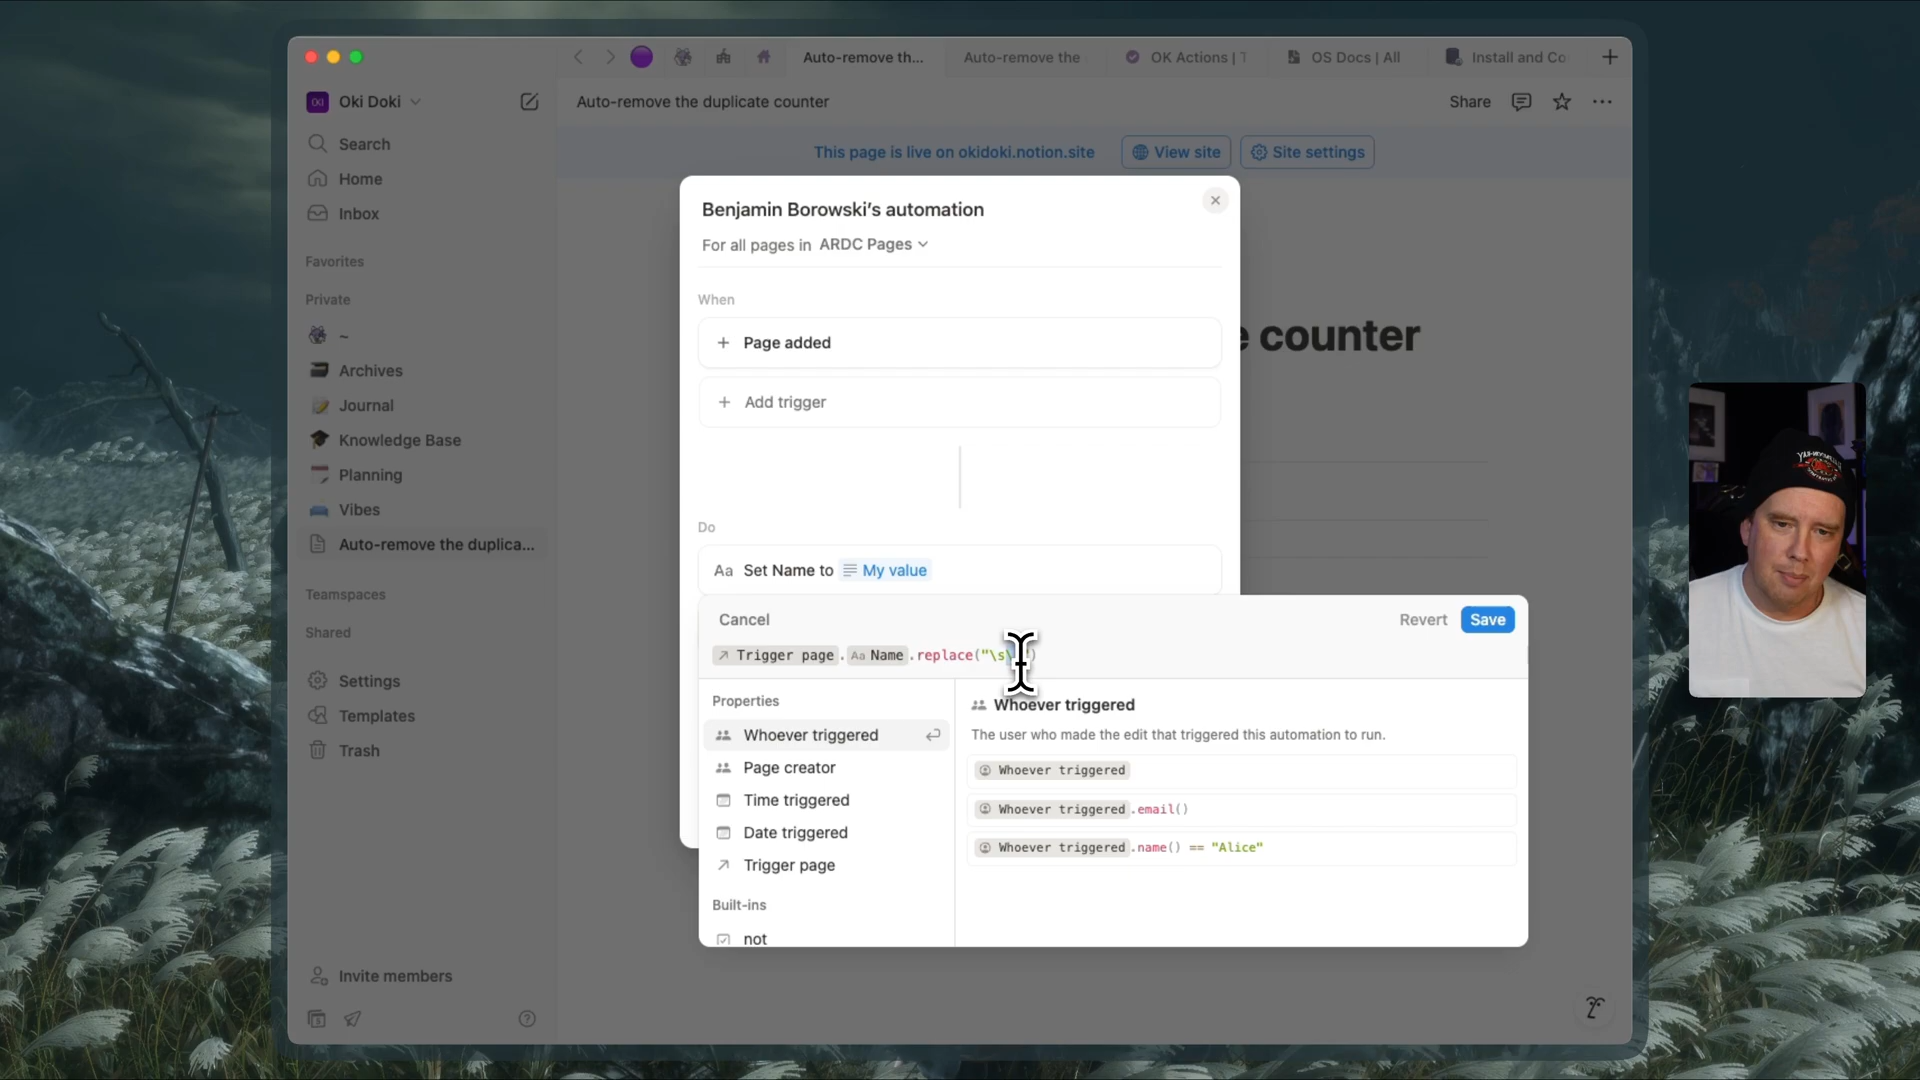 Auto-remove th...
Auto-remove the
OK Actions | T
OS Docs | All
Install and Co
OKI
Oki Doki
Auto-remove the duplicate counter
Share
Search
This page is live on okidoki.notion.site
View site
Site settings
Home
Inbox
Benjamin Borowski's automation
For all pages in ARDC Pages
Favorites
Private
When
~
Page added
e counter
Archives
Journal
Add trigger
Knowledge Base
Planning
Vibes
Do
Auto-remove the duplica...
Aa Set Name to My value
Teamspaces
Cancel
Revert
Save
Shared
Trigger page. Aa Name .replace("\s
Settings
Properties
Whoever triggered
Templates
Whoever triggered
The user who made the edit that triggered this automation to run.
Trash
Page creator
Whoever triggered
Time triggered
Whoever triggered.email()
Date triggered
Whoever triggered.name() == "Alice"
Trigger page
Built-ins
not
Invite members